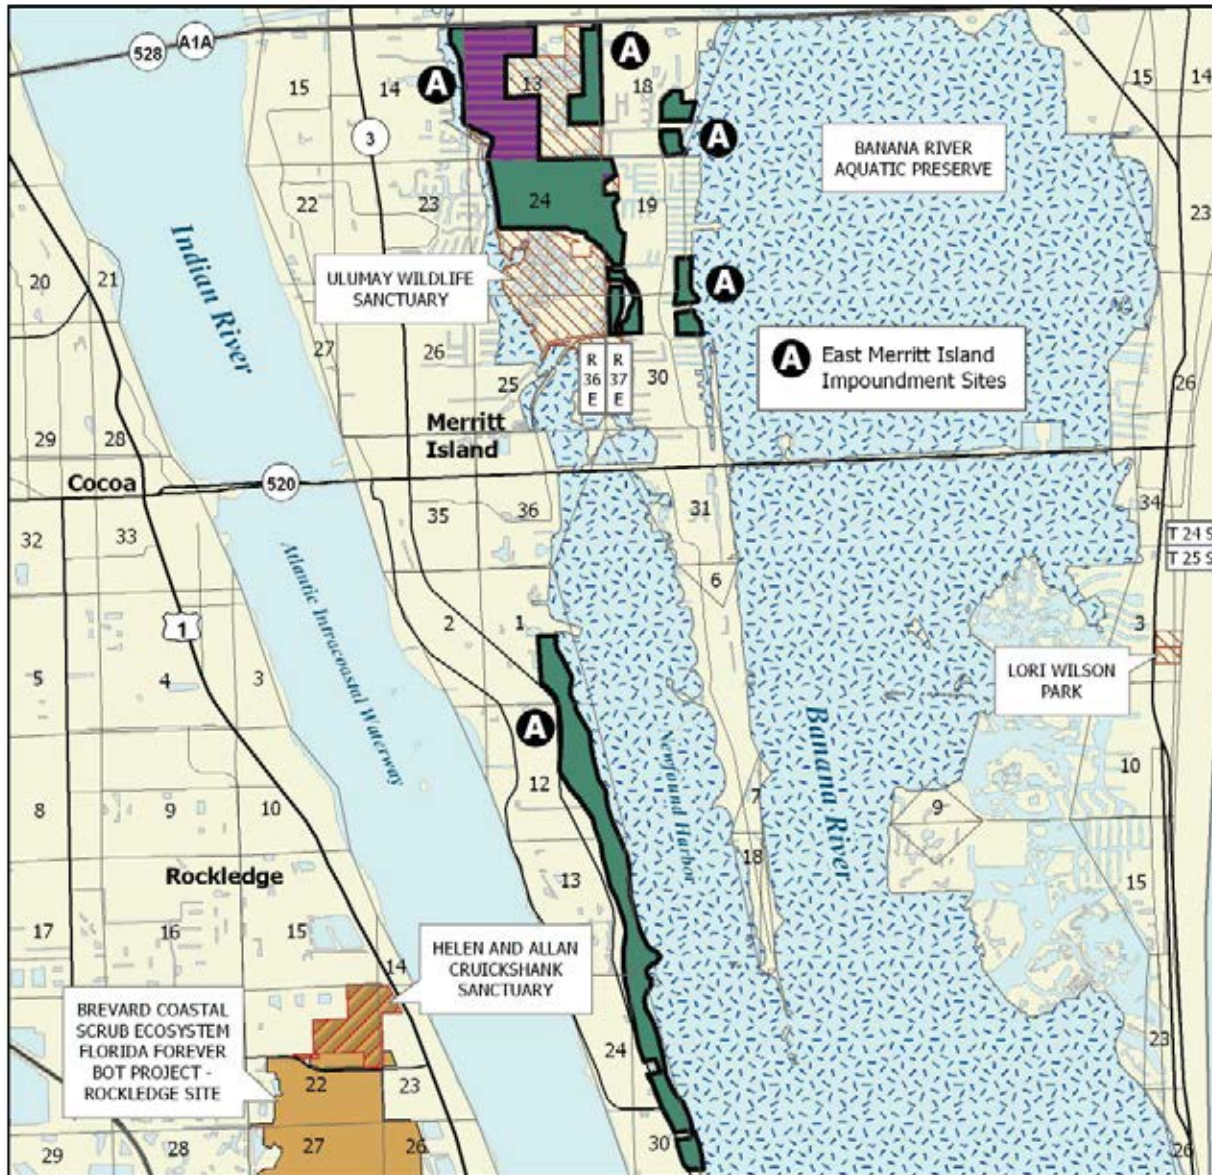 528
A1A
15
14
13
18
15
14
A
A
A
3
BANANA RIVER
AQUATIC PRESERVE
22
23
24
19
23
20
21
Indian River
ULUMAY WILDLIFE
SANCTUARY
A
27
26
25
R
36
E
R
37
E
30
A
East Merritt Island
Impoundment Sites
26
29
28
Merritt
Island
Cocoa
520
32
33
35
36
31
34
T 24 S
T 25 S
Atlantic Intracoastal Waterway
1
6
5
4
3
2
1
3
LORI WILSON
PARK
A
Newfound Harbor
Banana River
8
9
10
12
7
9
10
Rockledge
13
18
15
17
16
15
14
HELEN AND ALLAN
CRUICKSHANK
SANCTUARY
BREVARD COASTAL
SCRUB ECOSYSTEM
FLORIDA FOREVER
BOT PROJECT -
ROCKLEDGE SITE
22
23
24
23
29
28
27
26
30
26